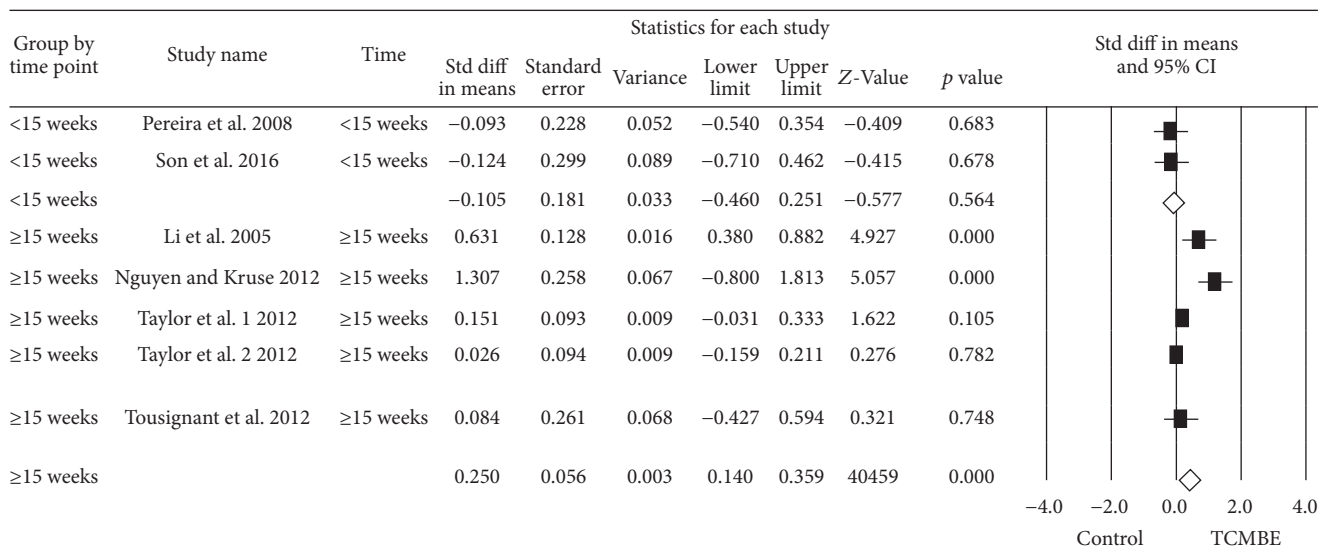 Statistics for each study
Group by time point Study name Time Std diff in means Standard error Variance Lower limit Upper limit Z-Value p value Std diff in means and 95% CI
<15 weeks Pereira et al. 2008 <15 weeks −0.093 0.228 0.052 −0.540 0.354 −0.409 0.683
<15 weeks Son et al. 2016 <15 weeks −0.124 0.299 0.089 −0.710 0.462 −0.415 0.678
<15 weeks −0.105 0.181 0.033 −0.460 0.251 −0.577 0.564
≥15 weeks Li et al. 2005 ≥15 weeks 0.631 0.128 0.016 0.380 0.882 4.927 0.000
≥15 weeks Nguyen and Kruse 2012 ≥15 weeks 1.307 0.258 0.067 −0.800 1.813 5.057 0.000
≥15 weeks Taylor et al. 1 2012 ≥15 weeks 0.151 0.093 0.009 −0.031 0.333 1.622 0.105
≥15 weeks Taylor et al. 2 2012 ≥15 weeks 0.026 0.094 0.009 −0.159 0.211 0.276 0.782
≥15 weeks Tousignant et al. 2012 ≥15 weeks 0.084 0.261 0.068 −0.427 0.594 0.321 0.748
≥15 weeks 0.250 0.056 0.003 0.140 0.359 40459 0.000
−4.0 −2.0 0.0 2.0 4.0
Control TCMBE